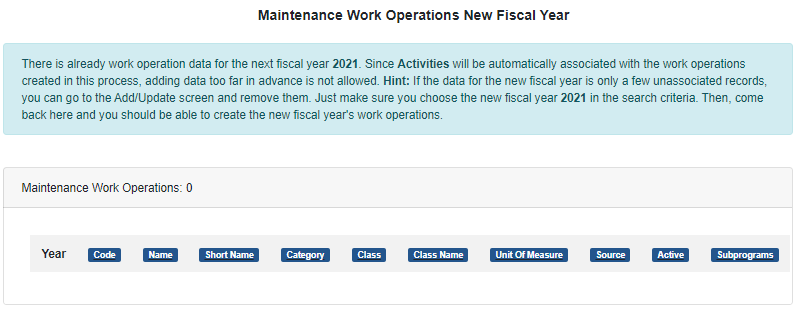 Maintenance Work Operations New Fiscal Year
There is already work operation data for the next fiscal year 2021. Since Activities will be automatically associated with the work operations
created in this process, adding data too far in advance is not allowed. Hint: If the data for the new fiscal year is only a few unassociated records,
you can go to the Add/Update screen and remove them. Just make sure you choose the new fiscal year 2021 in the search criteria. Then, come
back here and you should be able to create the new fiscal year's work operations.
Maintenance Work Operations: 0
Year Code Name Short Name Category Class Class Name Unit Of Measure Source Active Subprograms